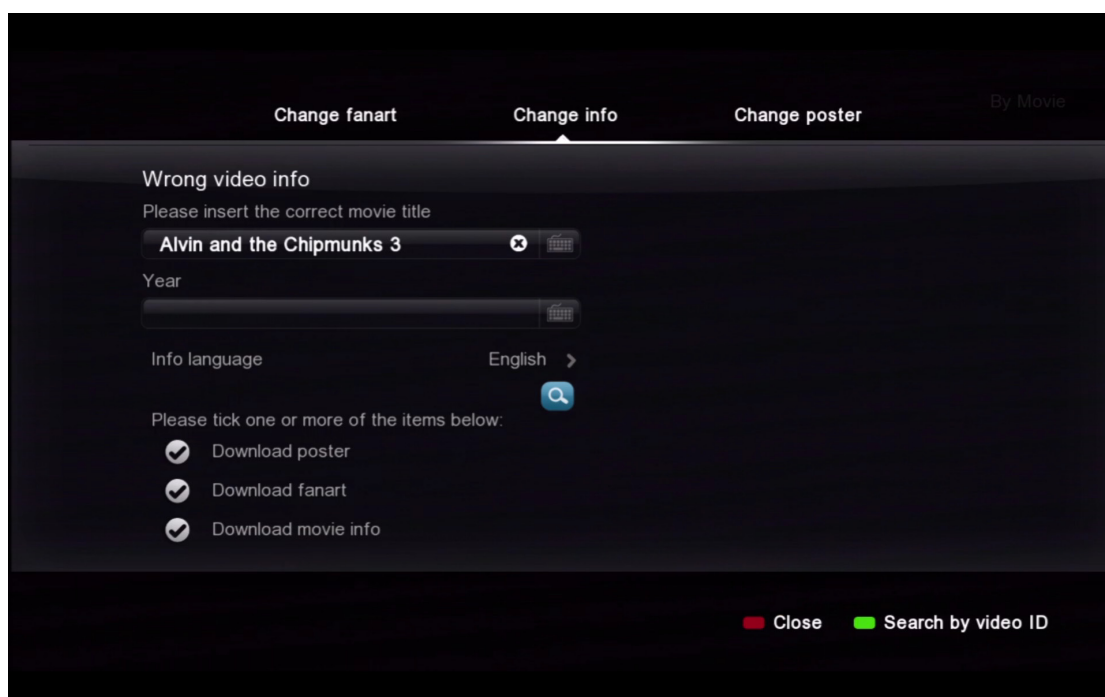 By Movie
Change fanart Change info Change poster
Wrong video info
Please insert the correct movie title
Alvin and the Chipmunks 3
Year
Info language English
Please tick one or more of the items below:
Download poster
Download fanart
Download movie info
Close Search by video ID